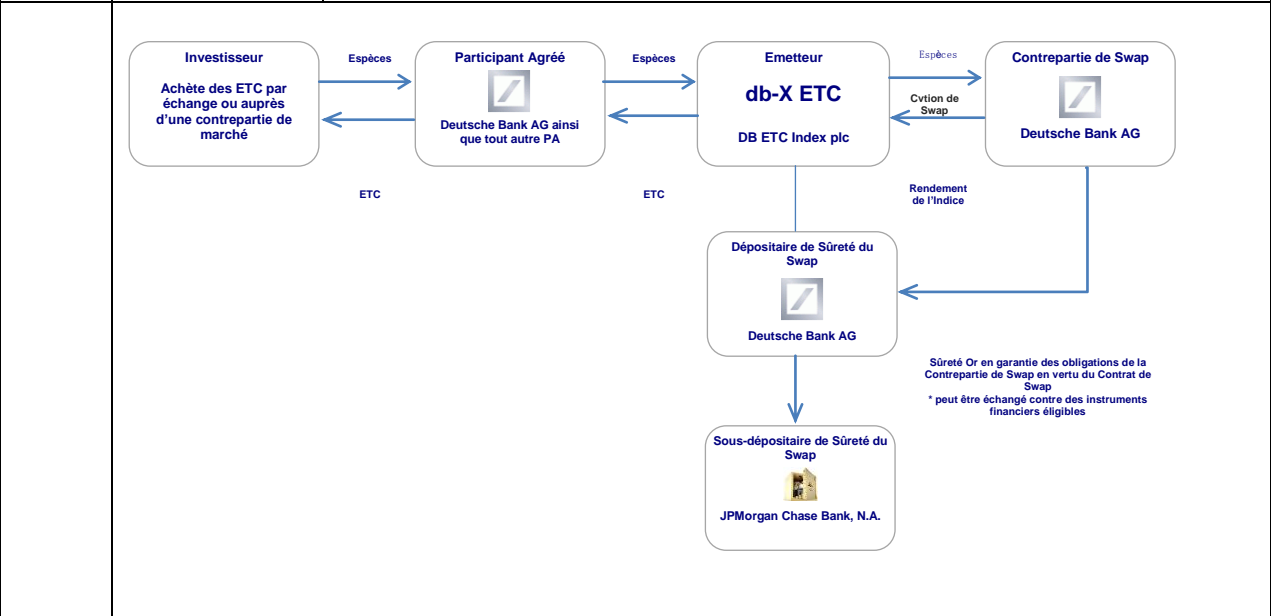 Investisseur
Achète des ETC par
échange ou auprès
d'une contrepartie de
marché
Espèces
ETC
Participant Agréé
Deutsche Bank AG ainsi
que tout autre PA
Espèces
ETC
Emetteur
db-X ETC
DB ETC Index plc
Espèces
Cvtion de
Swap
Rendement
de l'Indice
Contrepartie de Swap
Deutsche Bank AG
Dépositaire de Sûreté du
Swap
Deutsche Bank AG
Sûreté Or en garantie des obligations de la
Contrepartie de Swap en vertu du Contrat de
Swap
* peut être échangé contre des instruments
financiers éligibles
Sous-dépositaire de Sûreté du
Swap
JPMorgan Chase Bank, N.A.